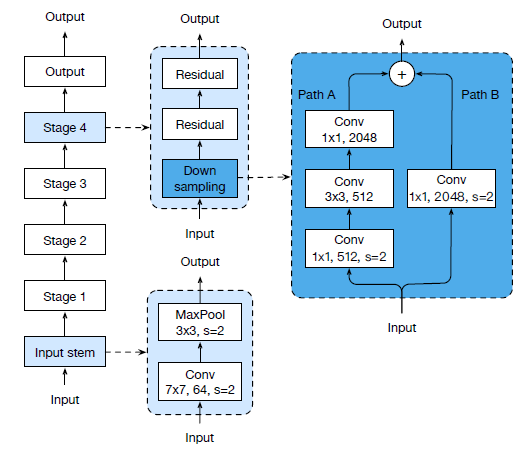 Output
Output
Stage 4
Stage 3
Stage 2
Stage 1
Input stem
Input
Output
Residual
Residual
Down
sampling
Input
Output
MaxPool
3x3, s=2
Conv
7x7, 64, s=2
Input
Output
+
Path A
Path B
Conv
1x1, 2048
Conv
3x3, 512
Conv
1x1, 2048, s=2
Conv
1x1, 512, s=2
Input